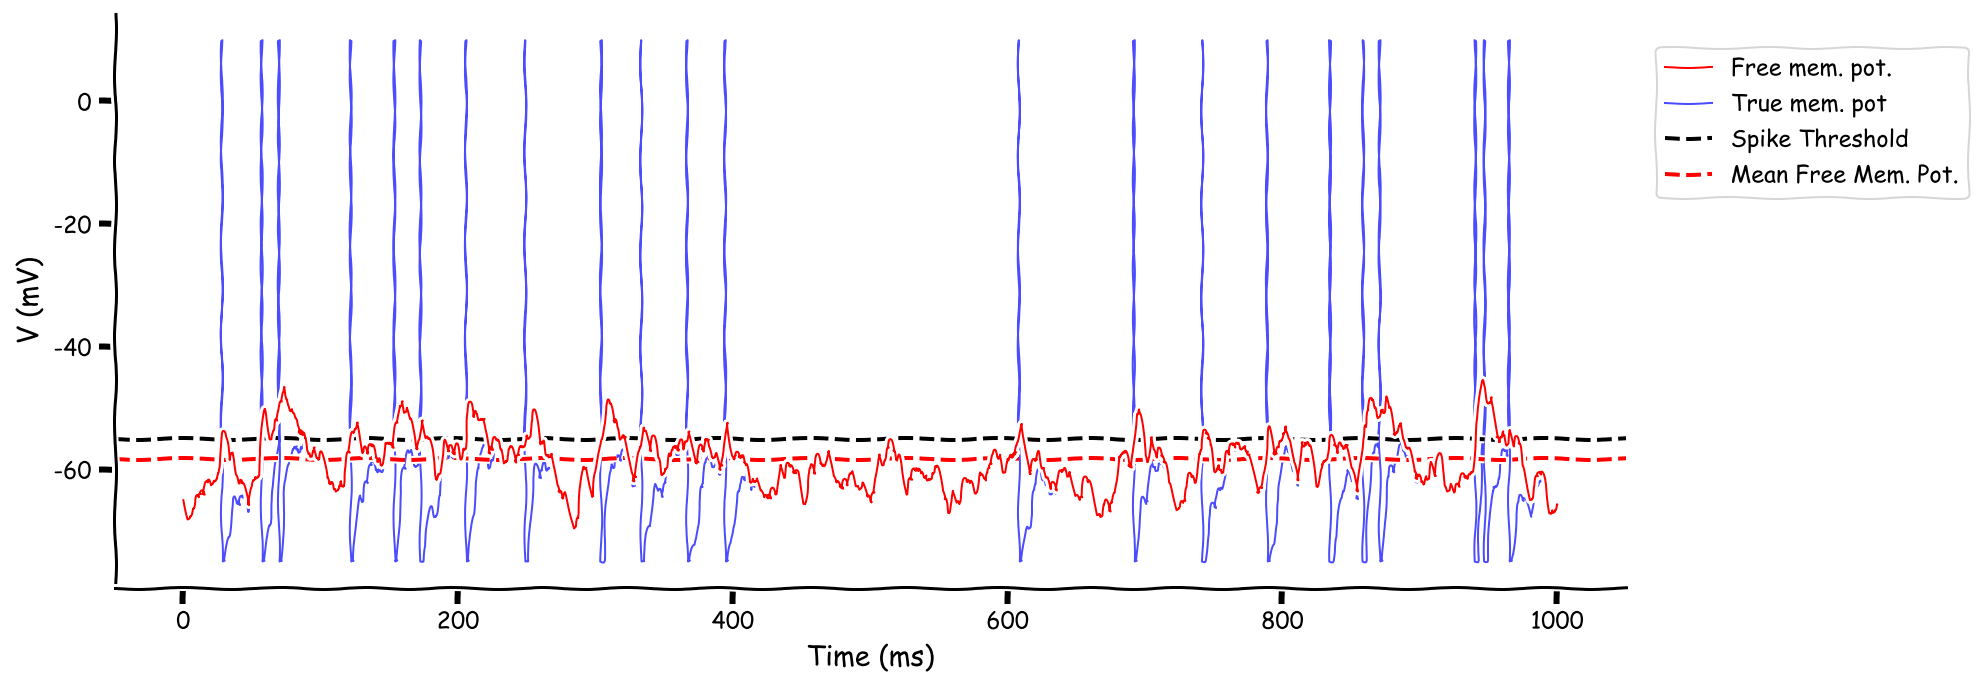 0
-20
-40
-60
V (mV)
0
200
400
600
800
1000
Time (ms)
Free mem. pot.
True mem. pot
Spike Threshold
Mean Free Mem. Pot.